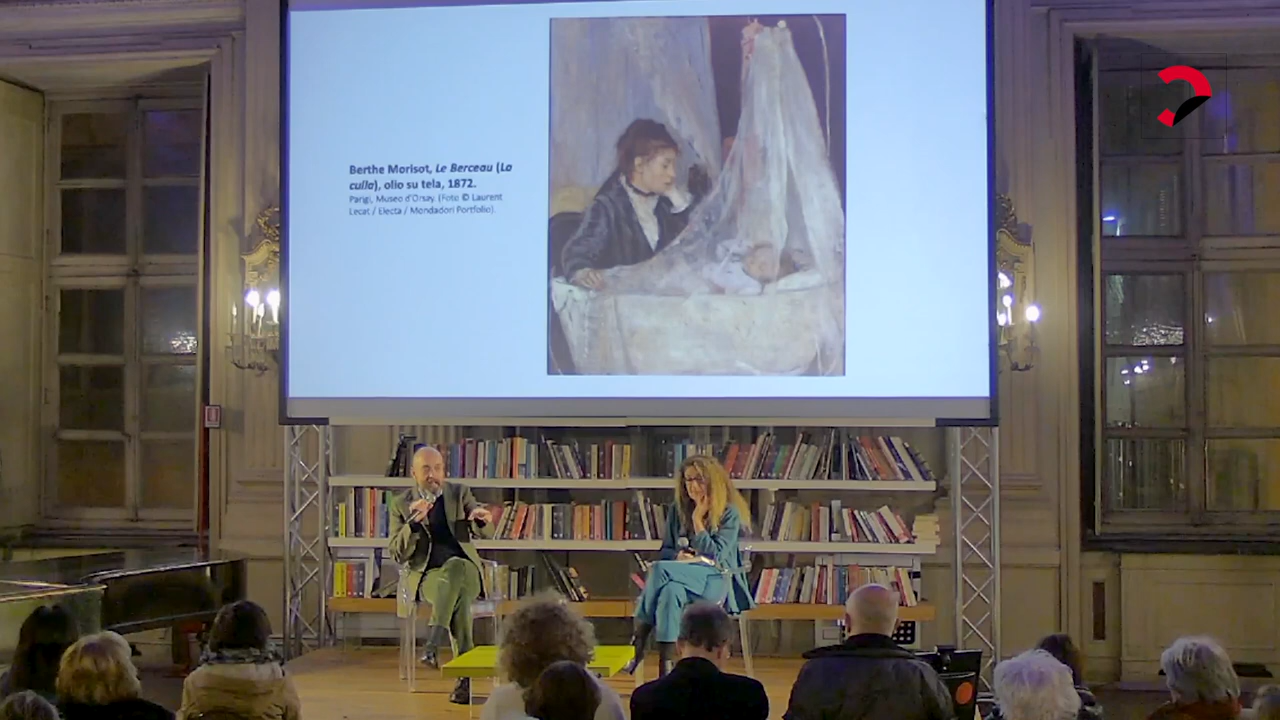 Berthe Morisot, Le Berceau (La
culla), olio su tela, 1872.
Parigi, Museo d'Orsay. (Foto © Laurent
Lecat / Electa / Mondadori Portfolio).